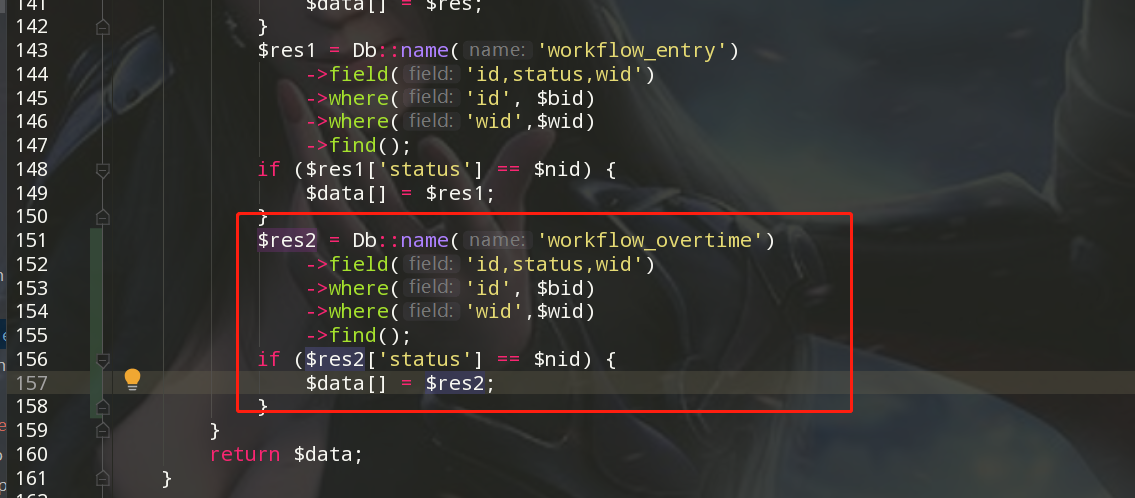 141 $data[] = $res;
142 }
143 $res1 = Db::name( name: 'workflow_entry')
144 ->field( field: 'id,status,wid')
145 ->where( field: 'id', $bid)
146 ->where( field: 'wid',$wid)
147 ->find();
148 if ($res1['status'] == $nid) {
149 $data[] = $res1;
150 }
151 $res2 = Db::name( name: 'workflow_overtime')
152 ->field( field: 'id,status,wid')
153 ->where( field: 'id', $bid)
154 ->where( field: 'wid',$wid)
155 ->find();
156 if ($res2['status'] == $nid) {
157 $data[] = $res2;
158 }
159 }
160 return $data;
161 }